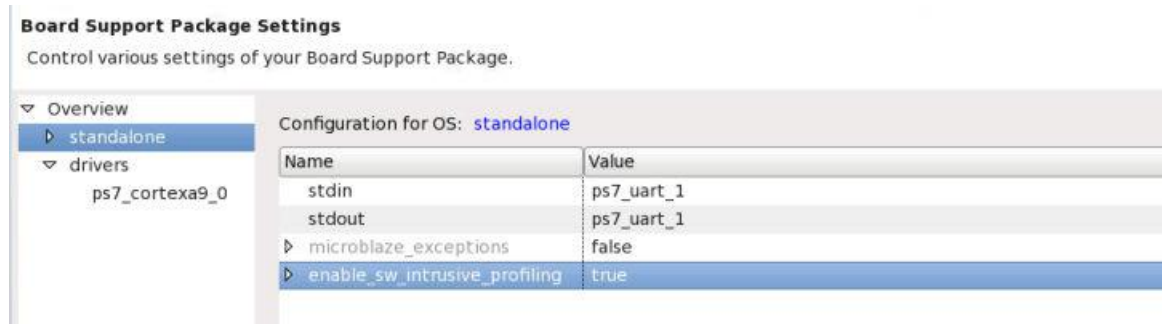 Board Support Package Settings
Control various settings of your Board Support Package.
Overview
standalone
drivers
ps7_cortexa9_0
Configuration for OS: standalone
Name Value
stdin ps7_uart_1
stdout ps7_uart_1
microblaze_exceptions false
enable_sw_intrusive_profiling true